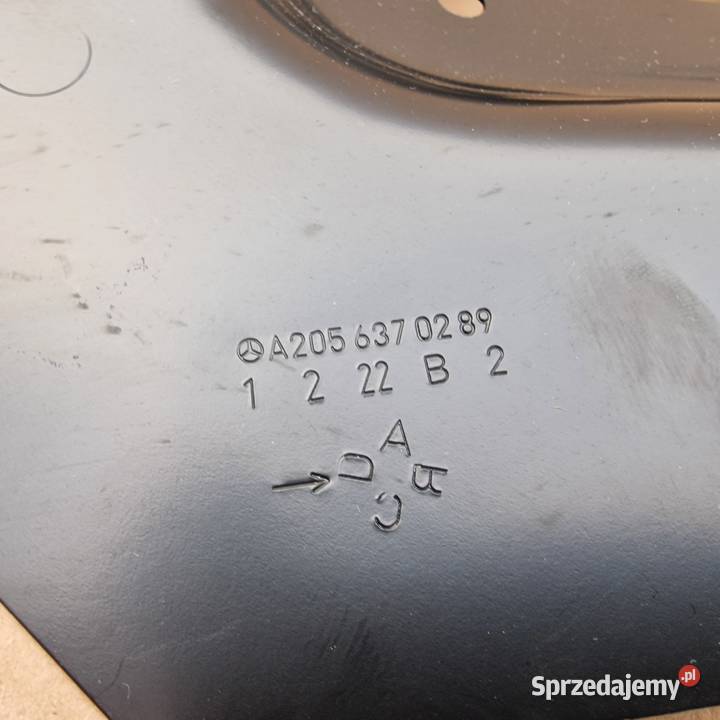 A205 637 02 89
1 2 22 B 2
A
D B
C
Sprzedajemy.pl